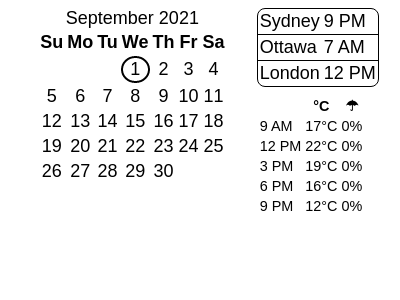 September 2021
Su Mo Tu We Th Fr Sa
1 2 3 4
5 6 7 8 9 10 11
12 13 14 15 16 17 18
19 20 21 22 23 24 25
26 27 28 29 30
Sydney 9 PM
Ottawa 7 AM
London 12 PM
°C ☂
9 AM 17°C 0%
12 PM 22°C 0%
3 PM 19°C 0%
6 PM 16°C 0%
9 PM 12°C 0%